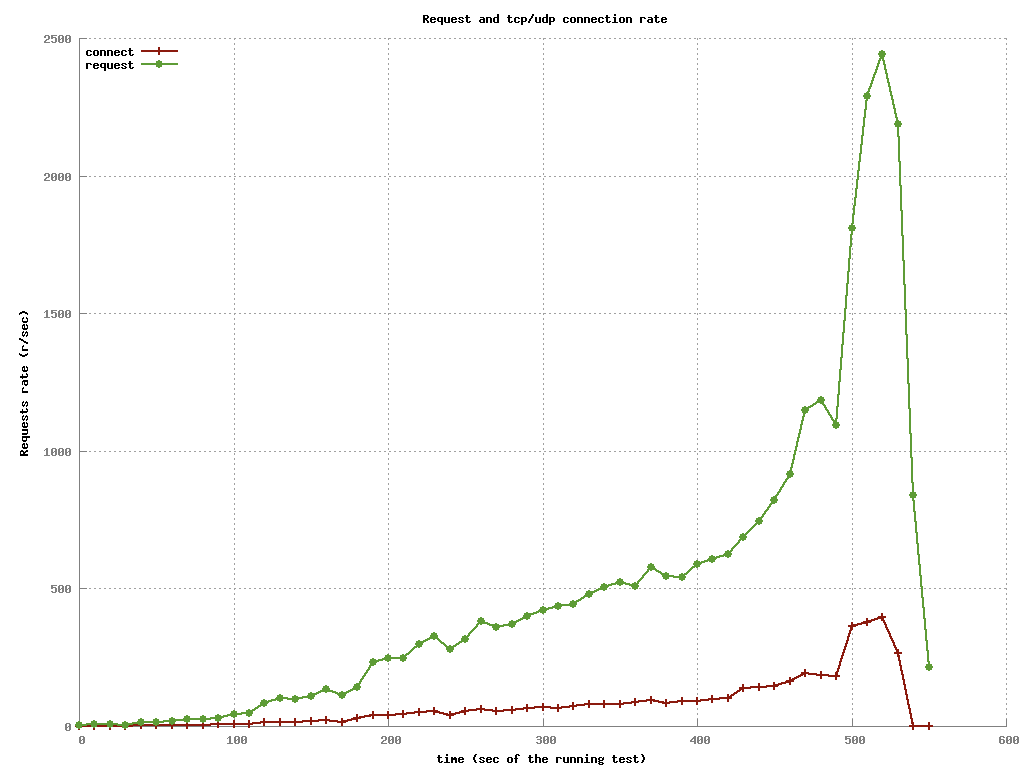 Request and tcp/udp connection rate
2500
connect
request
2000
1500
Requests rate (r/sec)
1000
500
0
0 100 200 300 400 500 600
time (sec of the running test)